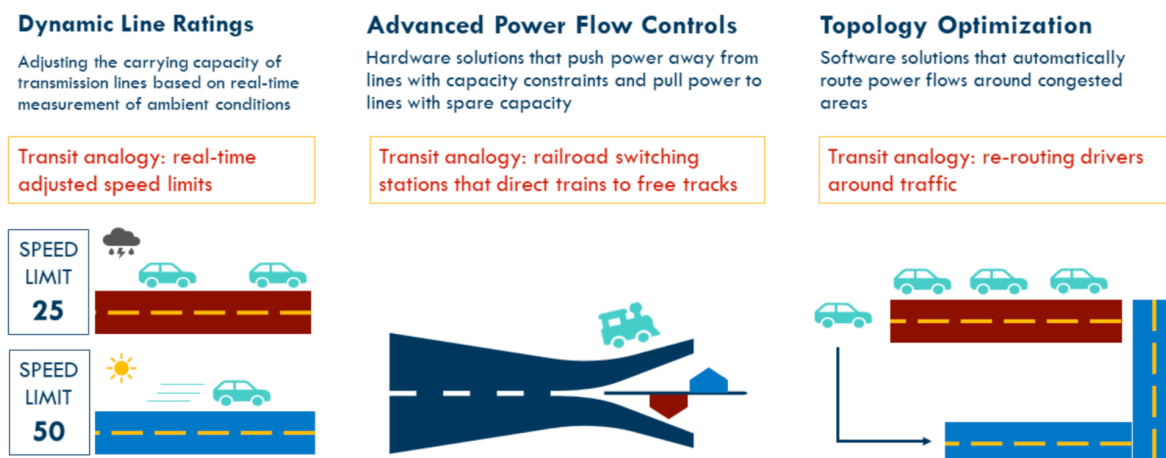 Dynamic Line Ratings
Adjusting the carrying capacity of
transmission lines based on real-time
measurement of ambient conditions
Transit analogy: real-time
adjusted speed limits
SPEED
LIMIT
25
SPEED
LIMIT
50
Advanced Power Flow Controls
Hardware solutions that push power away from
lines with capacity constraints and pull power to
lines with spare capacity
Transit analogy: railroad switching
stations that direct trains to free tracks
Topology Optimization
Software solutions that automatically
route power flows around congested
areas
Transit analogy: re-routing drivers
around traffic